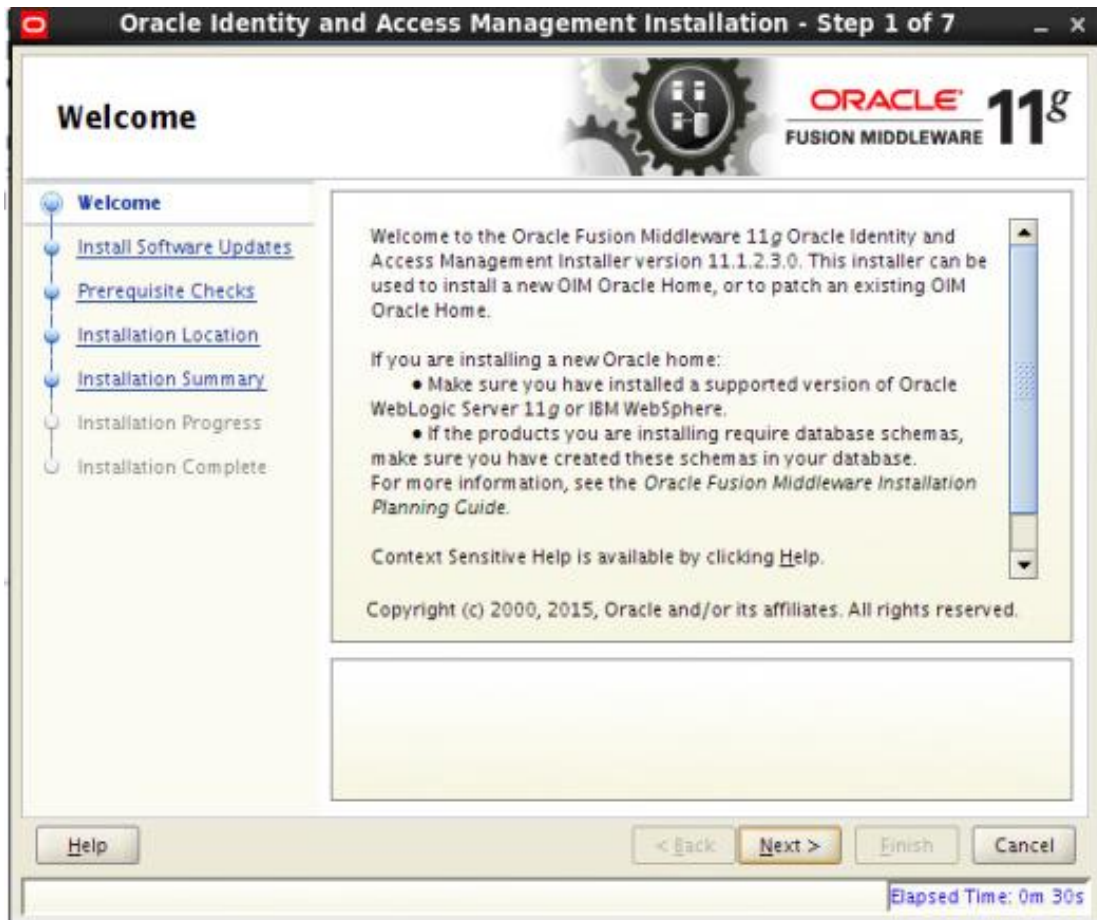 Oracle Identity and Access Management Installation - Step 1 of 7
Welcome
ORACLE
FUSION MIDDLEWARE
11g
Welcome
Install Software Updates
Prerequisite Checks
Installation Location
Installation Summary
Installation Progress
Installation Complete
Welcome to the Oracle Fusion Middleware 11g Oracle Identity and
Access Management Installer version 11.1.2.3.0. This installer can be
used to install a new OIM Oracle Home, or to patch an existing OIM
Oracle Home.
If you are installing a new Oracle home:
● Make sure you have installed a supported version of Oracle
WebLogic Server 11g or IBM WebSphere.
● If the products you are installing require database schemas,
make sure you have created these schemas in your database.
For more information, see the Oracle Fusion Middleware Installation
Planning Guide.
Context Sensitive Help is available by clicking Help.
Copyright (c) 2000, 2015, Oracle and/or its affiliates. All rights reserved.
Help
< Back
Next >
Finish
Cancel
Elapsed Time: 0m 30s